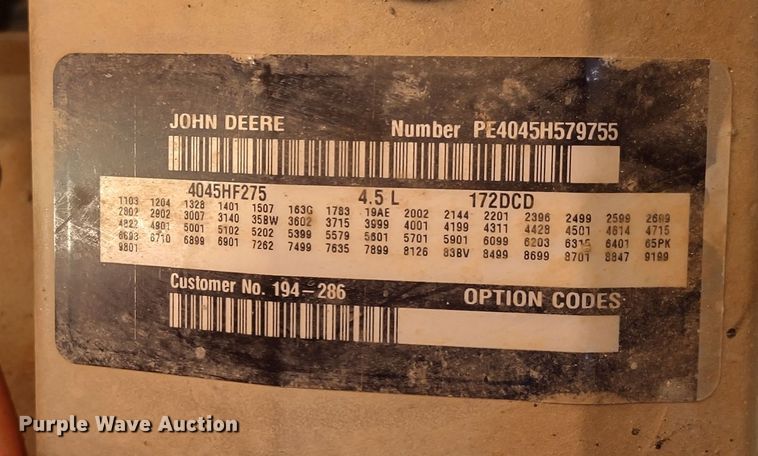 JOHN DEERE Number PE4045H579755
4045HF275 4.5 L 172DCD
1103 1204 1328 1401 1507 163G 1783 19AE 2002 2144 2201 2396 2499 2599 2699
2802 2902 3007 3140 35BW 3602 3715 3999 4001 4199 4311 4428 4501 4614 4715
4822 4901 5001 5102 5202 5399 5579 5601 5701 5901 6099 6203 6315 6401 65PK
6603 6710 6899 6901 7262 7499 7635 7899 8126 83BV 8499 8699 8701 8847 9199
9801
Customer No. 194-286 OPTION CODES
Purple Wave Auction